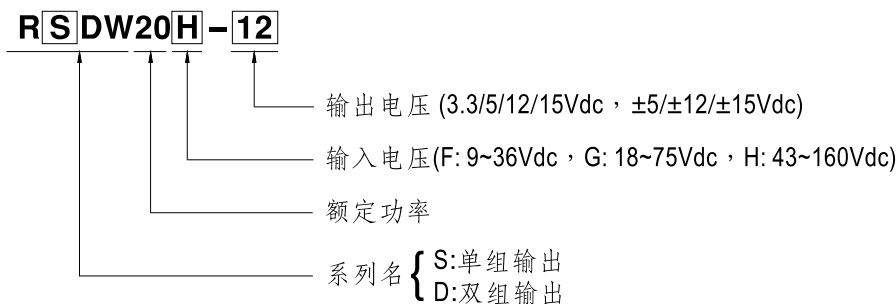 RSDW20H-12
输出电压 (3.3/5/12/15Vdc，±5/±12/±15Vdc)
输入电压(F: 9~36Vdc，G: 18~75Vdc，H: 43~160Vdc)
额定功率
系列名{ S:单组输出
D:双组输出